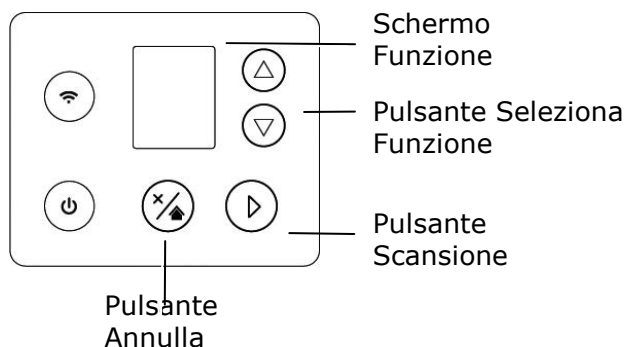 Schermo
Funzione
Pulsante Seleziona
Funzione
Pulsante
Scansione
Pulsante
Annulla